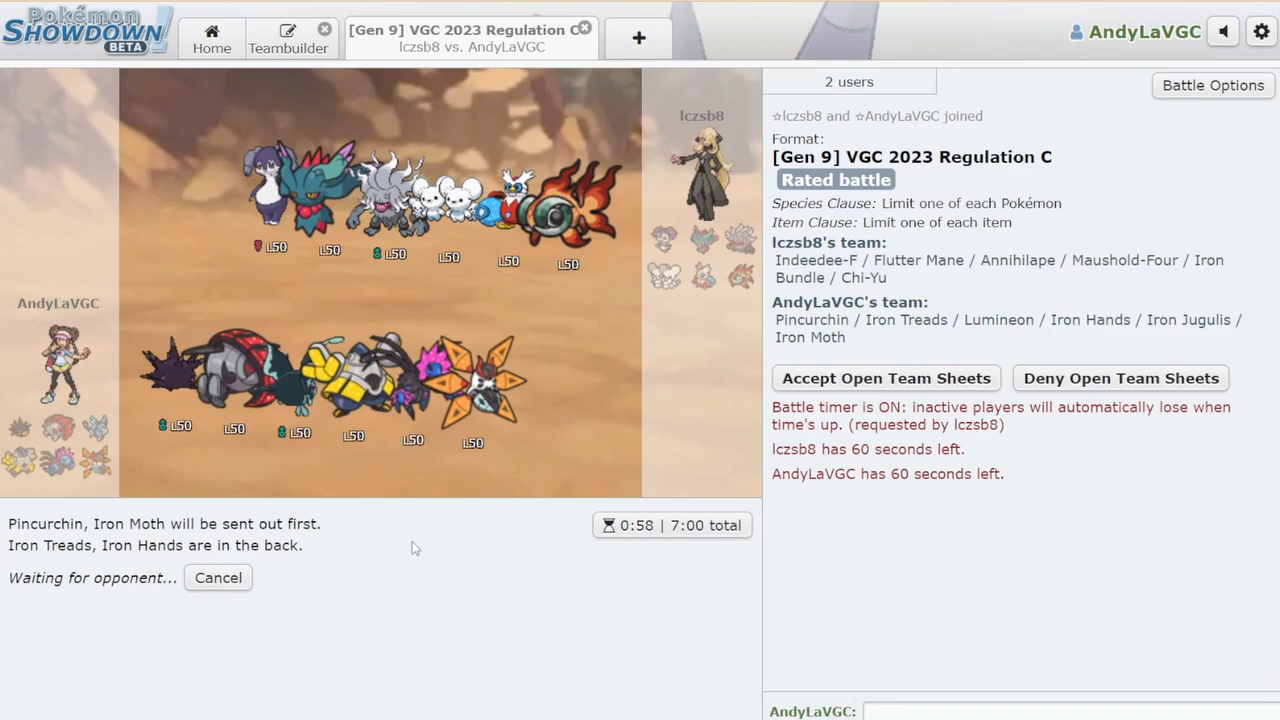 Pokémon
SHOWDOWN!
BETA
Home
Teambuilder
[Gen 9] VGC 2023 Regulation C
lczsb8 vs. AndyLaVGC
+
AndyLaVGC
lczsb8
L50
L50
L50
L50
L50
L50
AndyLaVGC
L50
L50
L50
L50
L50
L50
Pincurchin, Iron Moth will be sent out first.
Iron Treads, Iron Hands are in the back.
Waiting for opponent... Cancel
0:58 | 7:00 total
2 users
Battle Options
☆lczsb8 and ☆AndyLaVGC joined
Format:
[Gen 9] VGC 2023 Regulation C
Rated battle
Species Clause: Limit one of each Pokémon
Item Clause: Limit one of each item
lczsb8's team:
Indeedee-F / Flutter Mane / Annihilape / Maushold-Four / Iron
Bundle / Chi-Yu
AndyLaVGC's team:
Pincurchin / Iron Treads / Lumineon / Iron Hands / Iron Jugulis /
Iron Moth
Accept Open Team Sheets Deny Open Team Sheets
Battle timer is ON: inactive players will automatically lose when
time's up. (requested by lczsb8)
lczsb8 has 60 seconds left.
AndyLaVGC has 60 seconds left.
AndyLaVGC: